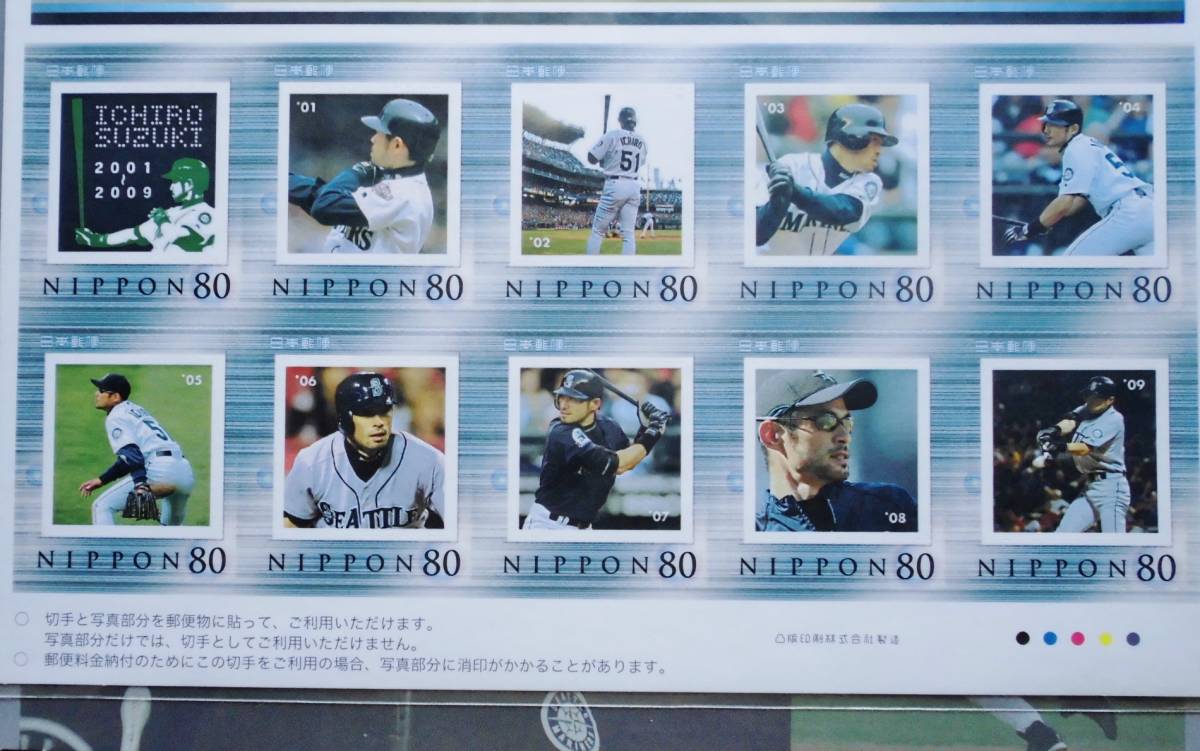 日本郵便 日本郵便 日本郵便 日本郵便 日本郵便
ICHIRO
SUZUKI
2001
2009
'01
ICHIRO
51
'02
'03
'04
NIPPON 80 NIPPON 80 NIPPON 80 NIPPON 80 NIPPON 80
日本郵便 日本郵便 日本郵便 日本郵便 日本郵便
'05
'06
SEATTLE
'07
'08
'09
NIPPON 80 NIPPON 80 NIPPON 80 NIPPON 80 NIPPON 80
○ 切手と写真部分を郵便物に貼って、ご利用いただけます。
写真部分だけでは、切手としてご利用いただけません。
○ 郵便料金納付のためにこの切手をご利用の場合、写真部分に消印がかかることがあります。
凸版印刷株式会社製造